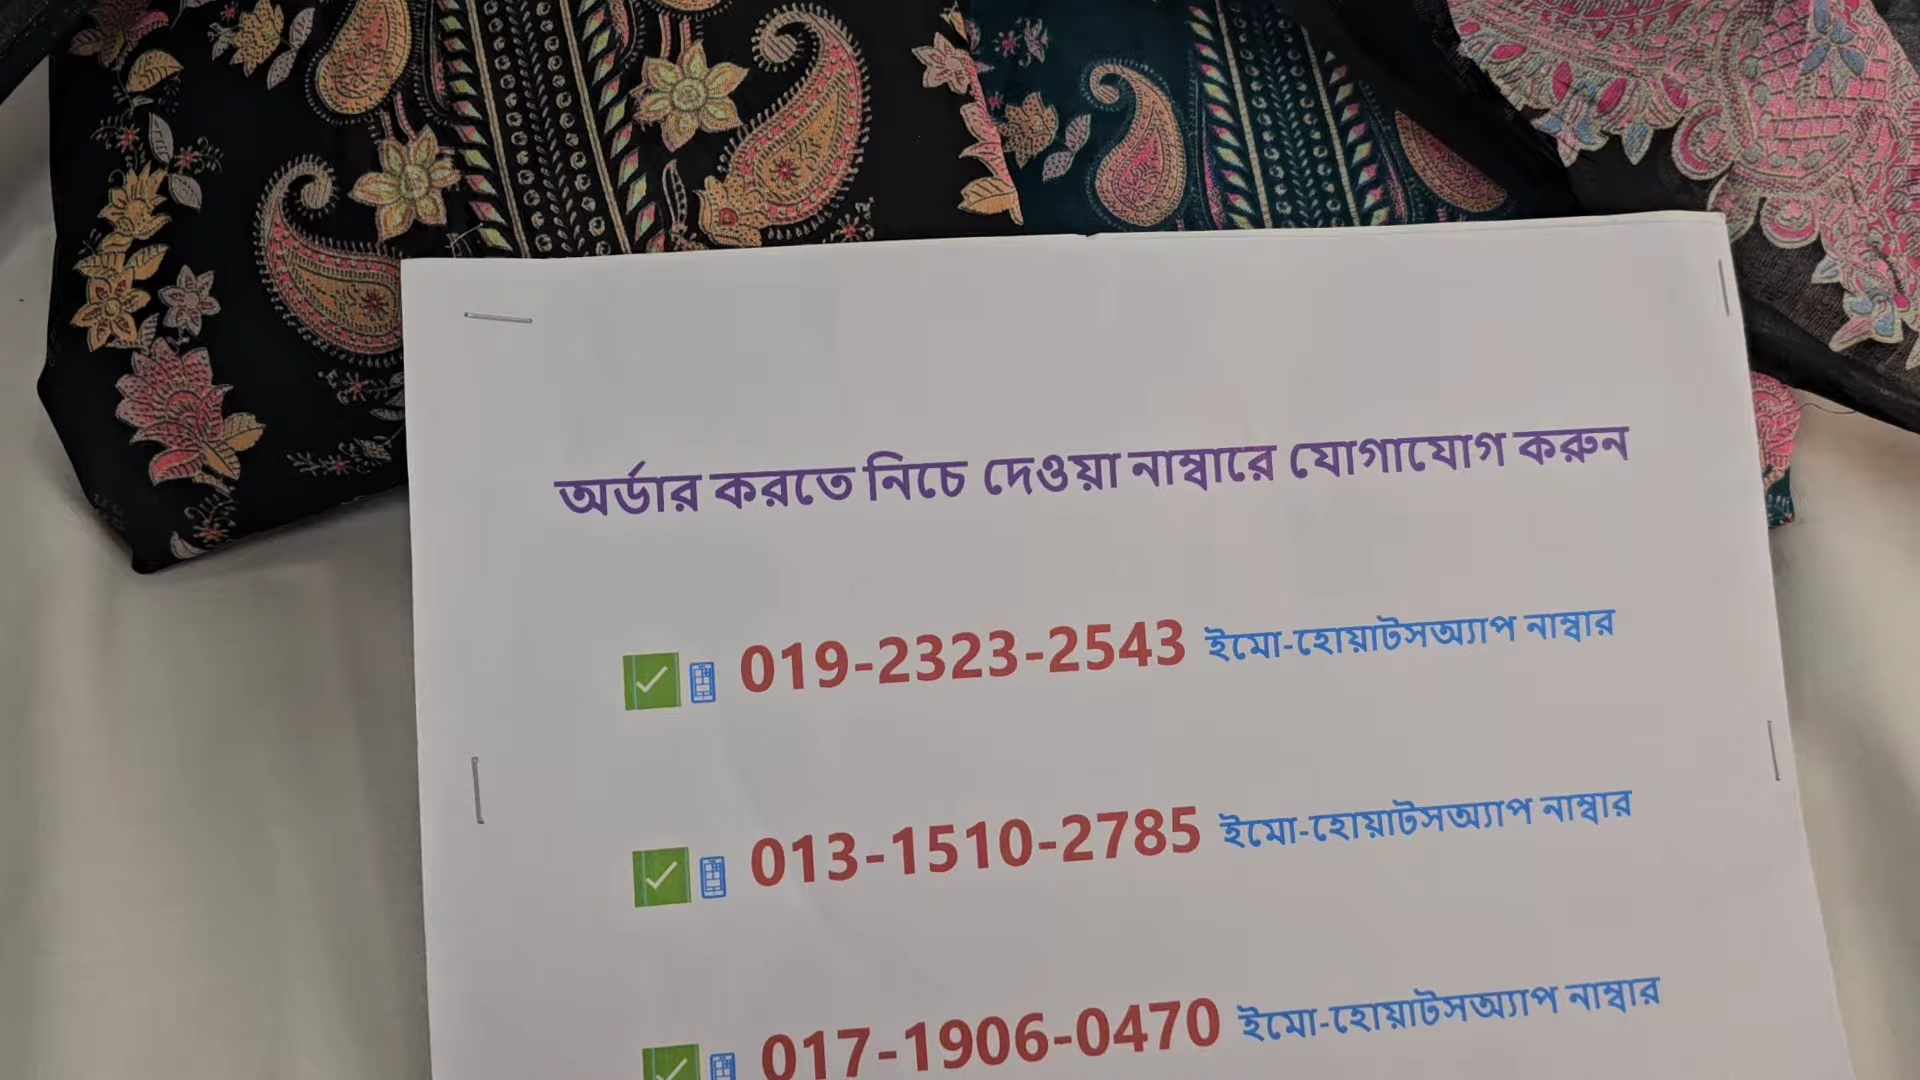 অর্ডার করতে নিচে দেওয়া নাম্বারে যোগাযোগ করুন
019-2323-2543 ইমো-হোয়াটসঅ্যাপ নাম্বার
013-1510-2785 ইমো-হোয়াটসঅ্যাপ নাম্বার
017-1906-0470 ইমো-হোয়াটসঅ্যাপ নাম্বার